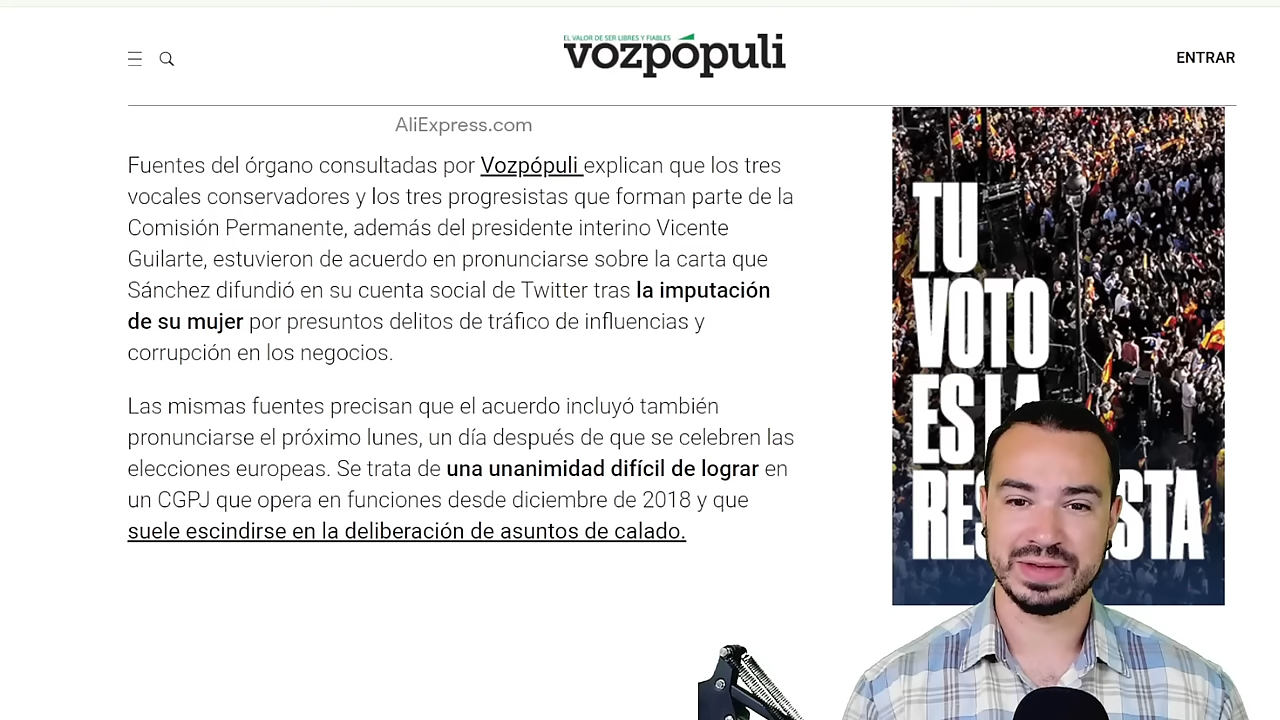 EL VALOR DE SER LIBRES Y FIABLES
vozpópuli
ENTRAR
AliExpress.com
Fuentes del órgano consultadas por Vozpópuli explican que los tres
vocales conservadores y los tres progresistas que forman parte de la
Comisión Permanente, además del presidente interino Vicente
Guilarte, estuvieron de acuerdo en pronunciarse sobre la carta que
Sánchez difundió en su cuenta social de Twitter tras la imputación
de su mujer por presuntos delitos de tráfico de influencias y
corrupción en los negocios.
Las mismas fuentes precisan que el acuerdo incluyó también
pronunciarse el próximo lunes, un día después de que se celebren las
elecciones europeas. Se trata de una unanimidad difícil de lograr en
un CGPJ que opera en funciones desde diciembre de 2018 y que
suele escindirse en la deliberación de asuntos de calado.
TU
VOTO
ES LA